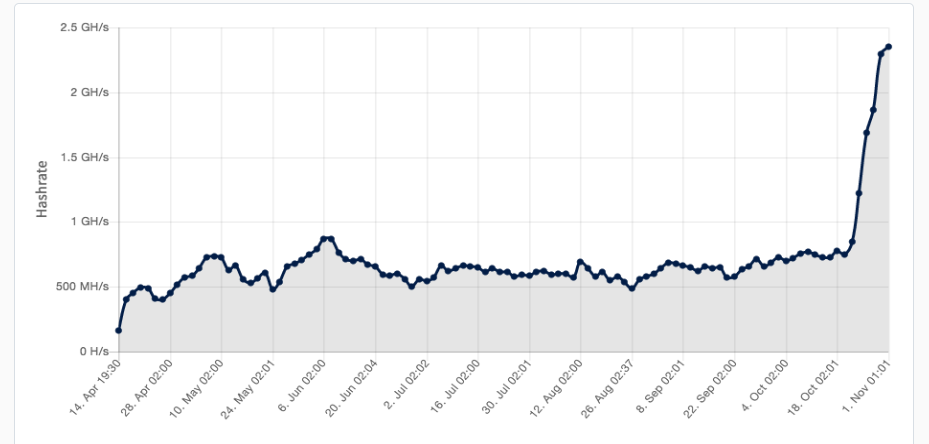 2.5 GH/s
2 GH/s
1.5 GH/s
1 GH/s
500 MH/s
0 H/s
Hashrate
14. Apr 19:30
28. Apr 02:00
10. May 02:00
24. May 02:01
6. Jun 02:00
20. Jun 02:04
2. Jul 02:02
16. Jul 02:00
30. Jul 02:01
12. Aug 02:00
26. Aug 02:37
8. Sep 02:01
22. Sep 02:00
4. Oct 02:00
18. Oct 02:01
1. Nov 01:01